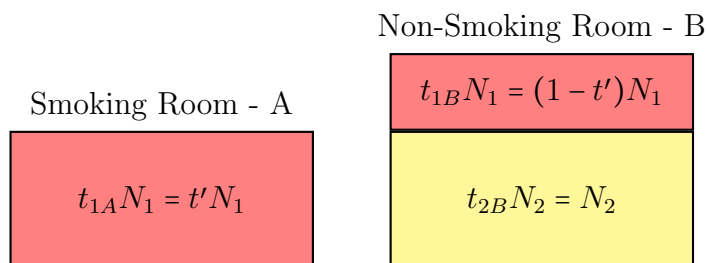 Non-Smoking Room - B
t_{1B}N_1 = (1 − t′)N_1
Smoking Room - A
t_{1A}N_1 = t′N_1
t_{2B}N_2 = N_2